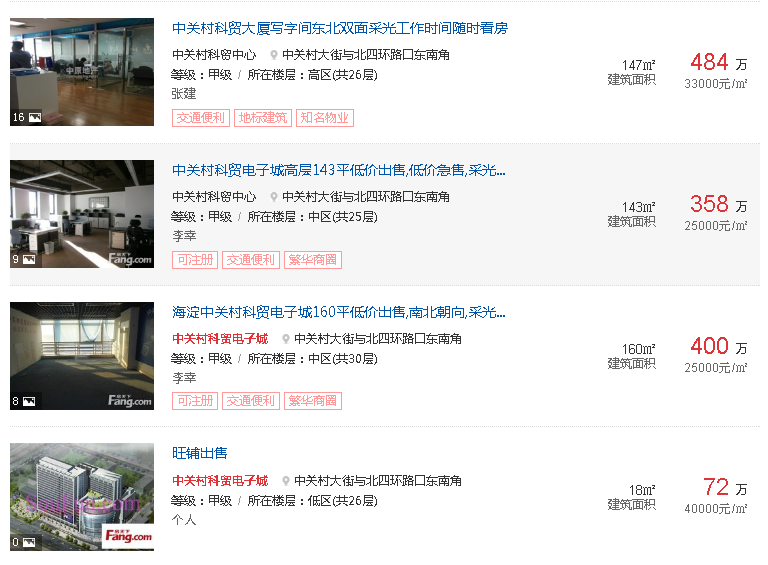 中关村科贸大厦写字间东北双面采光工作时间随时看房
中关村科贸中心 中关村大街与北四环路口东南角
等级：甲级 / 所在楼层：高区(共26层)
张建
交通便利 地标建筑 知名物业
147㎡
建筑面积
484 万
33000元/㎡
中原地产
16
中关村科贸电子城高层143平低价出售,低价急售,采光...
中关村科贸中心 中关村大街与北四环路口东南角
等级：甲级 / 所在楼层：中区(共25层)
李幸
可注册 交通便利 繁华商圈
143㎡
建筑面积
358 万
25000元/㎡
Fang.com
9
海淀中关村科贸电子城160平低价出售,南北朝向,采光...
中关村科贸电子城 中关村大街与北四环路口东南角
等级：甲级 / 所在楼层：中区(共30层)
李幸
可注册 交通便利 繁华商圈
160㎡
建筑面积
400 万
25000元/㎡
Fang.com
8
旺铺出售
中关村科贸电子城 中关村大街与北四环路口东南角
等级：甲级 / 所在楼层：低区(共26层)
个人
18㎡
建筑面积
72 万
40000元/㎡
SouFun.com
Fang.com
0